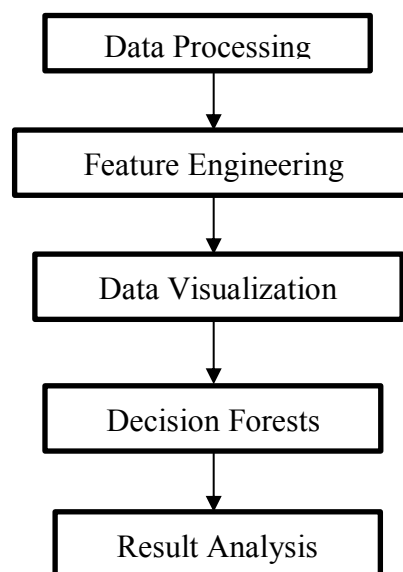 Data Processing
Feature Engineering
Data Visualization
Decision Forests
Result Analysis